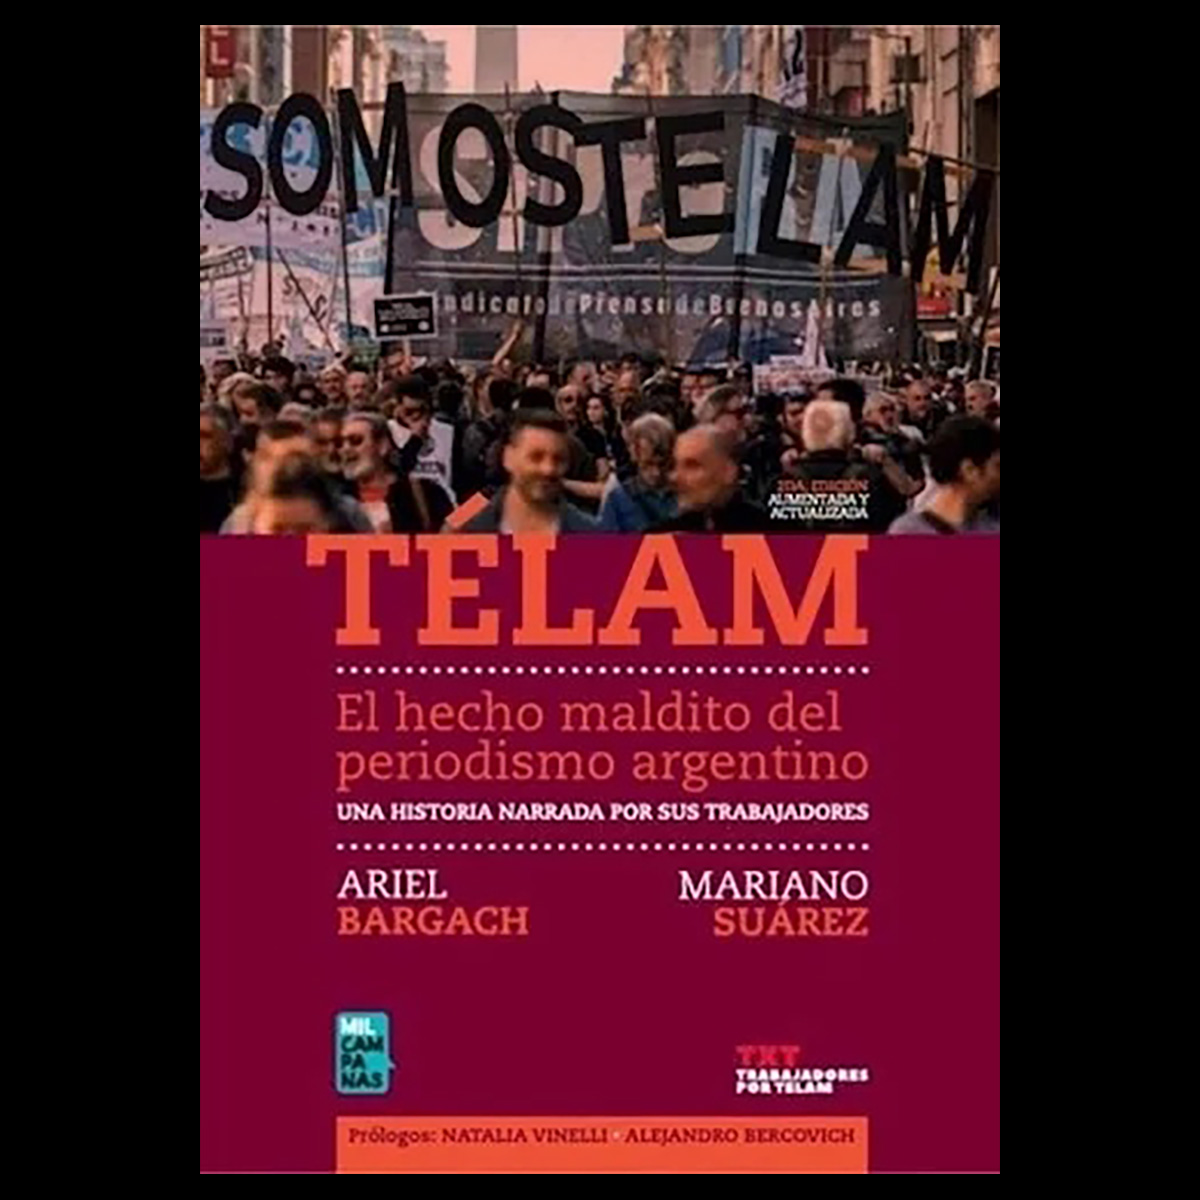 SOMOS TELAM
SiPreBA
Sindicato de Prensa de Buenos Aires
2DA. EDICIÓN
AUMENTADA Y
ACTUALIZADA
TÉLAM
El hecho maldito del
periodismo argentino
UNA HISTORIA NARRADA POR SUS TRABAJADORES
ARIEL
BARGACH
MARIANO
SUÁREZ
MIL
CAM
PA
NAS
TXT
TRABAJADORES
POR TELAM
Prólogos: NATALIA VINELLI • ALEJANDRO BERCOVICH